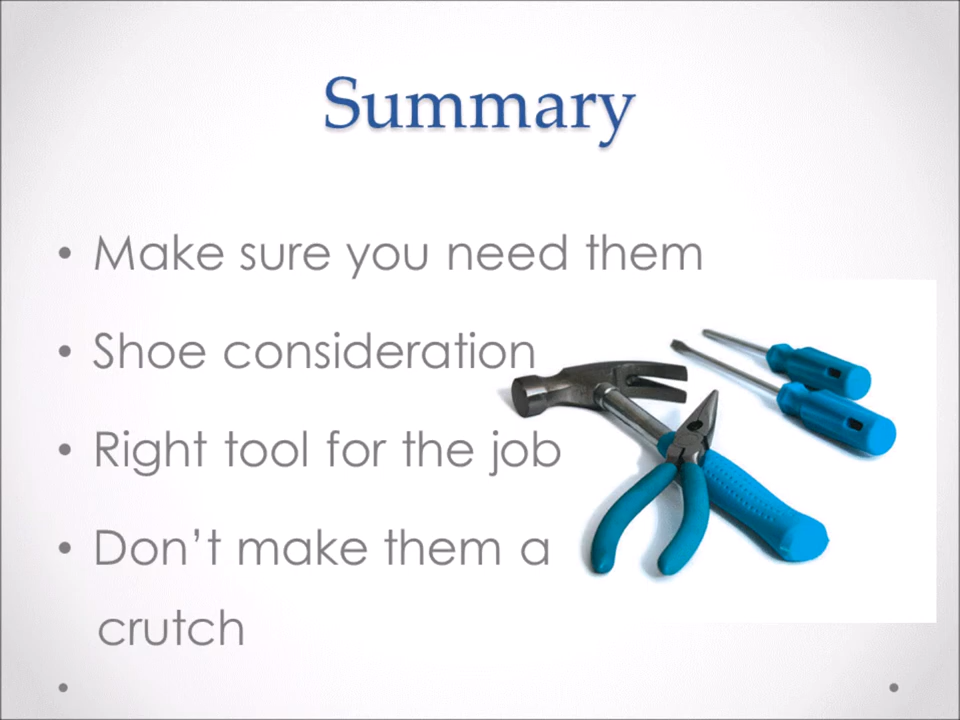 Summary
• Make sure you need them
• Shoe consideration
• Right tool for the job
• Don’t make them a
crutch